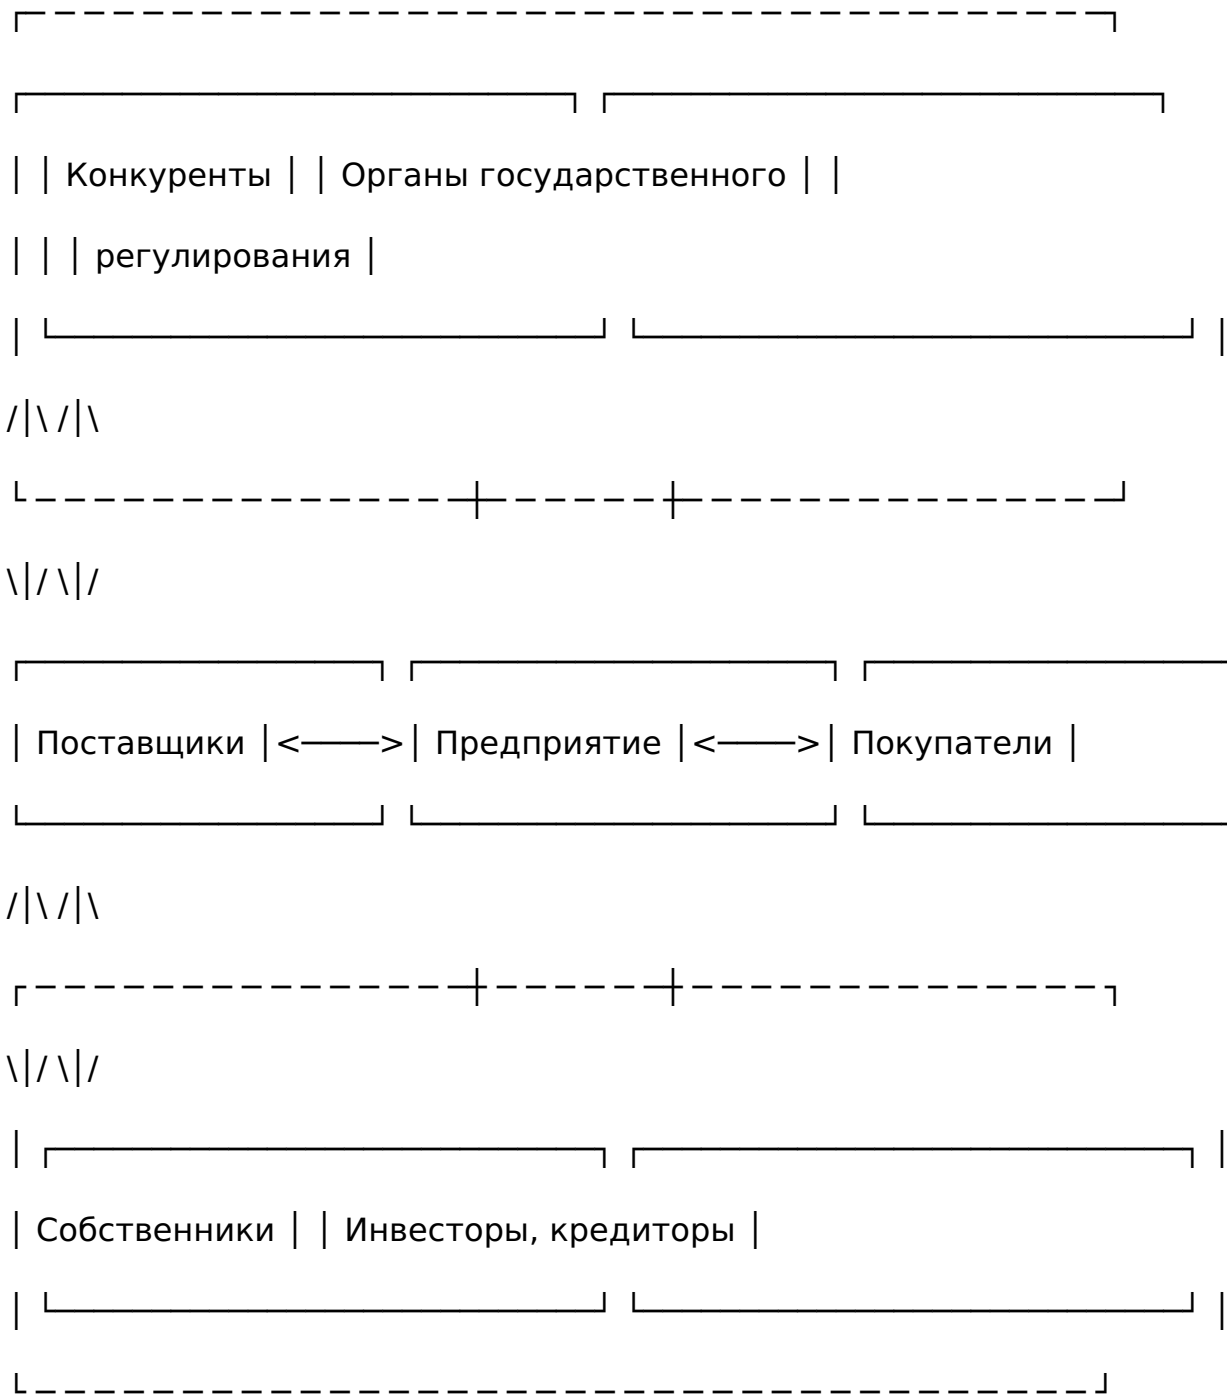 ┌─ ─ ─ ─ ─ ─ ─ ─ ─ ─ ─ ─ ─ ─ ─ ─ ─ ─ ─ ─ ─ ─ ─ ─ ─ ─ ─ ─ ─ ─ ─ ─ ─ ─ ─ ─ ─┐
┌────────────────────────────┐ ┌────────────────────────────┐
│ │ Конкуренты │ │ Органы государственного │ │
│ │ │ регулирования │
│ └────────────────────────────┘ └────────────────────────────┘ │
/│\ /│\
└ ─ ─ ─ ─ ─ ─ ─ ─ ─ ─ ─ ─ ─ ─ ─┼─ ─ ─ ─ ─ ─┼─ ─ ─ ─ ─ ─ ─ ─ ─ ─ ─ ─ ─ ─ ─┘
\│/ \│/
┌──────────────────┐ ┌─────────────────────┐ ┌──────────────────
│ Поставщики │<────>│ Предприятие │<────>│ Покупатели │
└──────────────────┘ └─────────────────────┘ └──────────────────
/│\ /│\
┌ ─ ─ ─ ─ ─ ─ ─ ─ ─ ─ ─ ─ ─ ─ ─┼ ─ ─ ─ ─ ─ ─┼ ─ ─ ─ ─ ─ ─ ─ ─ ─ ─ ─ ─ ─ ─ ─ ┐
\│/ \│/
│ ┌────────────────────────────┐ ┌────────────────────────────┐ │
│ Собственники │ │ Инвесторы, кредиторы │
│ └────────────────────────────┘ └────────────────────────────┘ │
└ ─ ─ ─ ─ ─ ─ ─ ─ ─ ─ ─ ─ ─ ─ ─ ─ ─ ─ ─ ─ ─ ─ ─ ─ ─ ─ ─ ─ ─ ─ ─ ─ ─ ─ ─ ─ ─┘